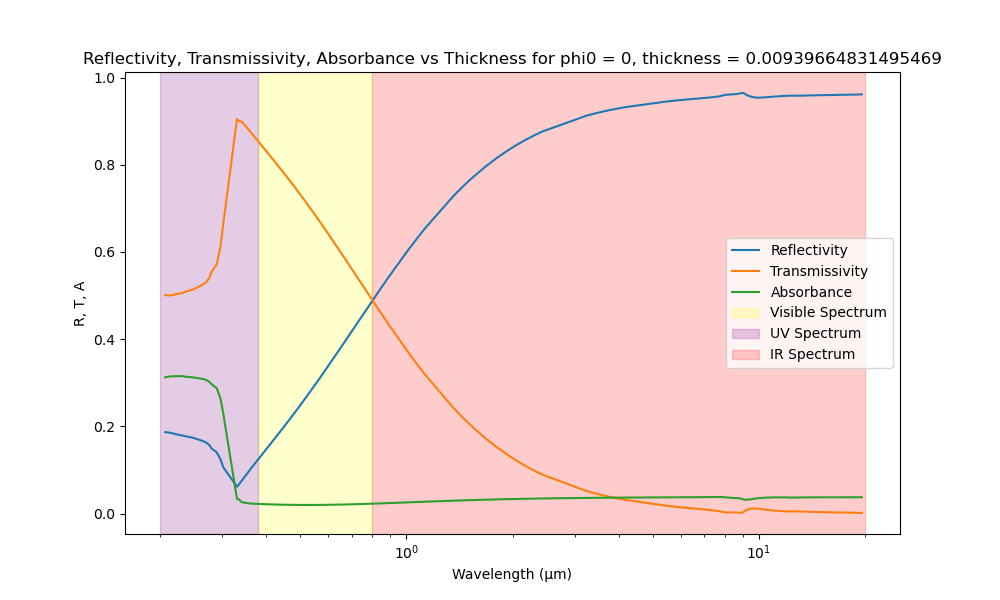 Reflectivity, Transmissivity, Absorbance vs Thickness for phi0 = 0, thickness = 0.00939664831495469
1.0
0.8
0.6
0.4
0.2
0.0
R, T, A
Reflectivity
Transmissivity
Absorbance
Visible Spectrum
UV Spectrum
IR Spectrum
10⁰
10¹
Wavelength (μm)